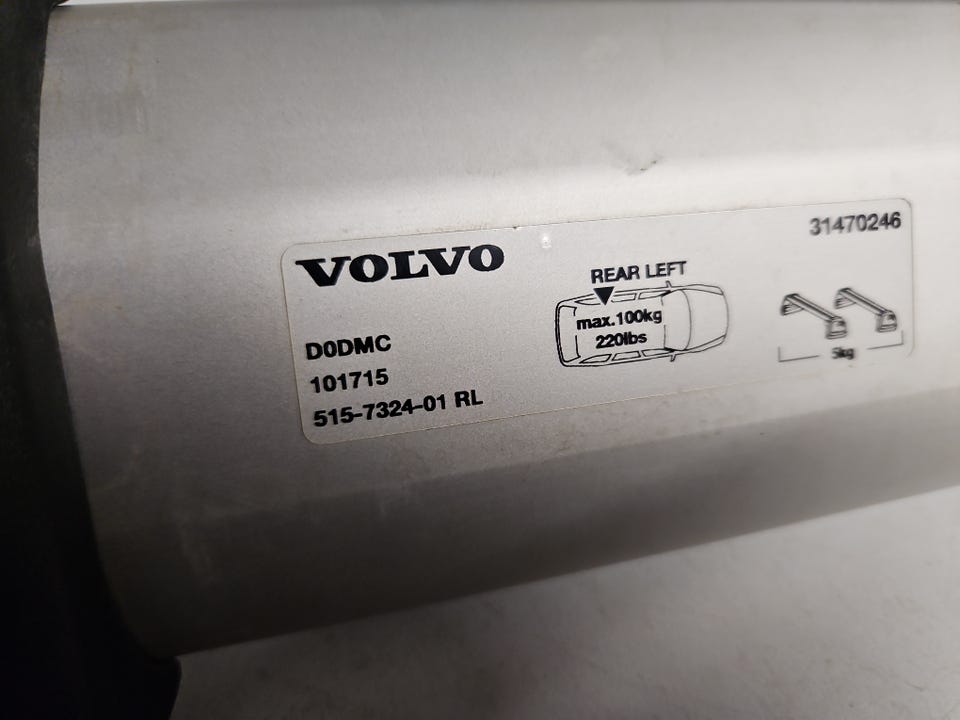 VOLVO
31470246
REAR LEFT
max.100kg
220lbs
5kg
D0DMC
101715
515-7324-01 RL